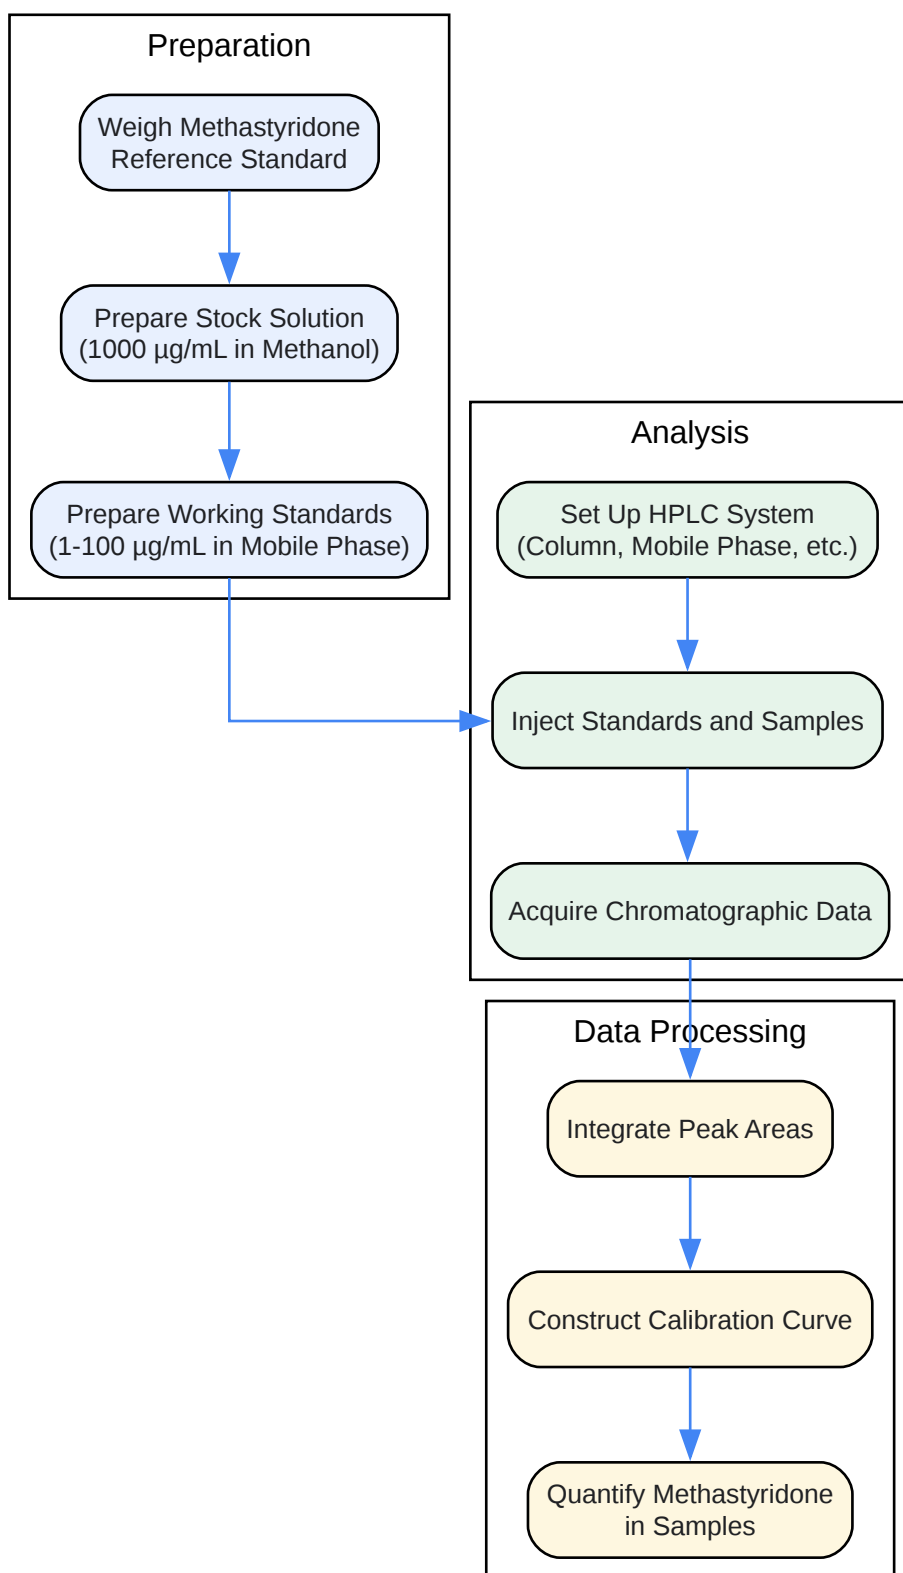 Preparation
Weigh Methastyridone
Reference Standard
Prepare Stock Solution
(1000 µg/mL in Methanol)
Prepare Working Standards
(1-100 µg/mL in Mobile Phase)
Analysis
Set Up HPLC System
(Column, Mobile Phase, etc.)
Inject Standards and Samples
Acquire Chromatographic Data
Data Processing
Integrate Peak Areas
Construct Calibration Curve
Quantify Methastyridone
in Samples